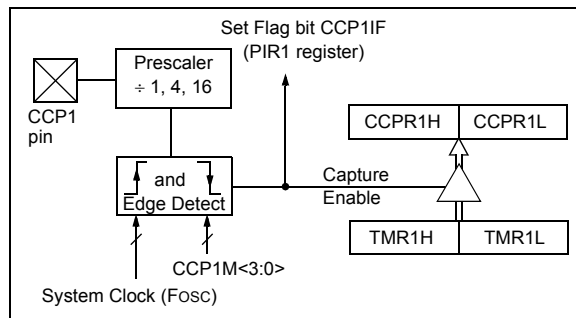 Set Flag bit CCP1IF
(PIR1 register)
Prescaler
÷ 1, 4, 16
CCP1
pin
CCPR1H
CCPR1L
and
Edge Detect
Capture
Enable
TMR1H
TMR1L
CCP1M<3:0>
System Clock (FOSC)